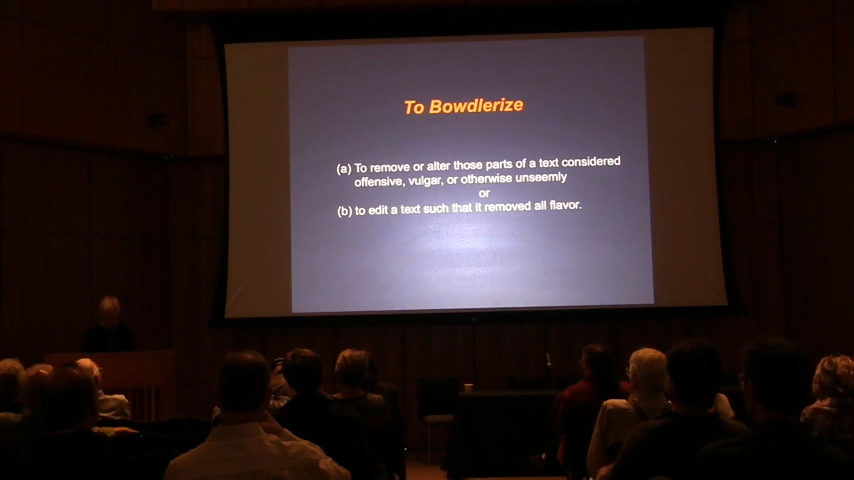 To Bowdlerize
(a) To remove or alter those parts of a text considered
offensive, vulgar, or otherwise unseemly
or
(b) to edit a text such that it removed all flavor.